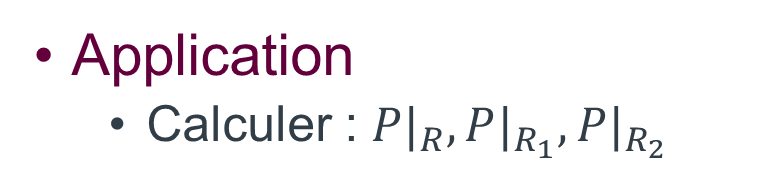 • Application
• Calculer : 𝑃|𝑅, 𝑃|𝑅₁, 𝑃|𝑅₂